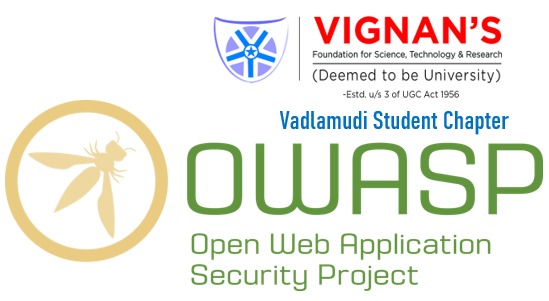 VIGNAN'S
Foundation for Science, Technology & Research
(Deemed to be University)
-Estd. u/s 3 of UGC Act 1956
Vadlamudi Student Chapter
OWASP
Open Web Application
Security Project